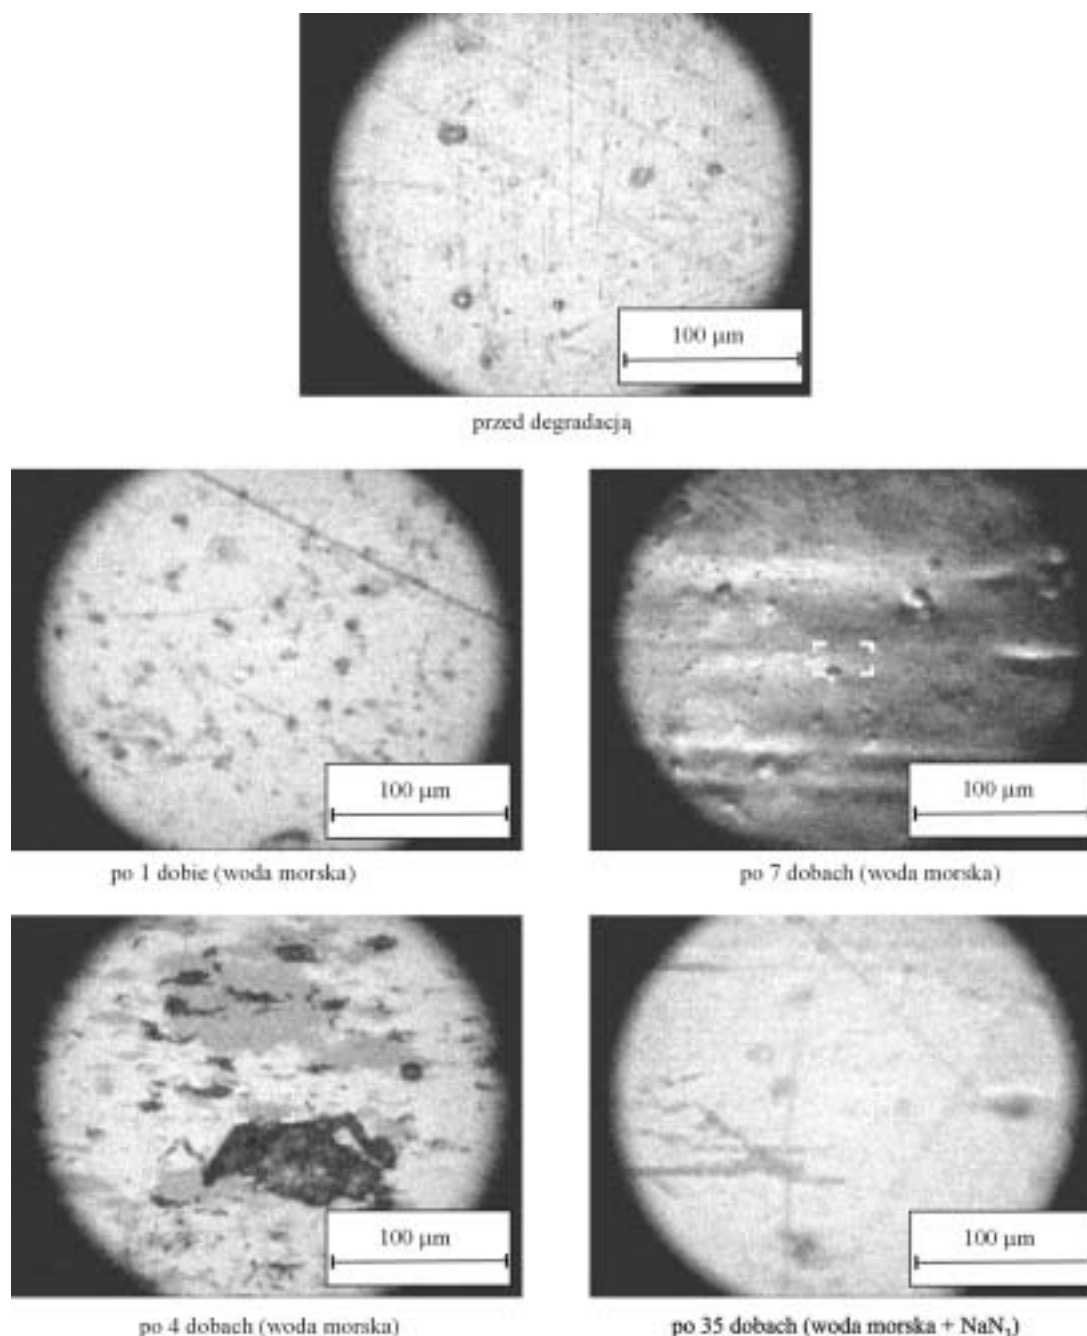 100 µm
przed degradacją
100 µm
100 µm
po 1 dobie (woda morska)
po 7 dobach (woda morska)
100 µm
100 µm
po 4 dobach (woda morska)
po 35 dobach (woda morska + NaN₃)